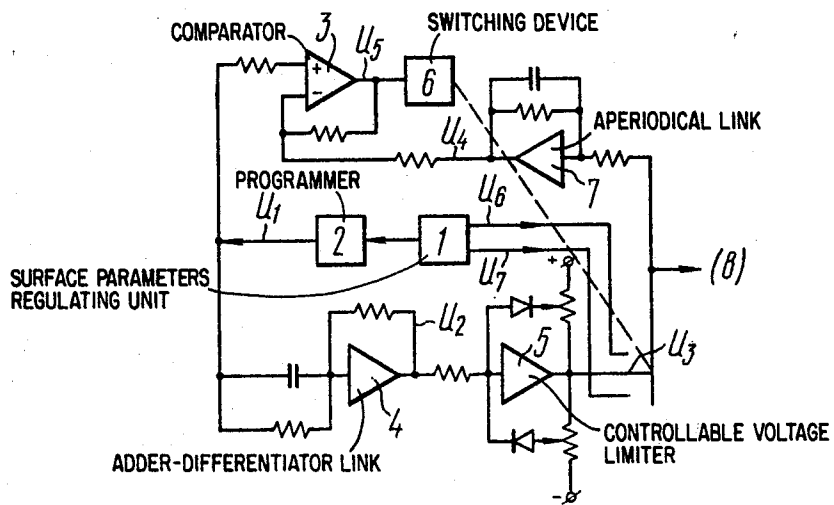 SWITCHING DEVICE
COMPARATOR
3
U5
+
−
6
APERIODICAL LINK
U4
7
PROGRAMMER
U1
2
1
U6
U7
(B)
SURFACE PARAMETERS
REGULATING UNIT
+
U2
5
U3
4
ADDER-DIFFERENTIATOR LINK
CONTROLLABLE VOLTAGE
LIMITER
−